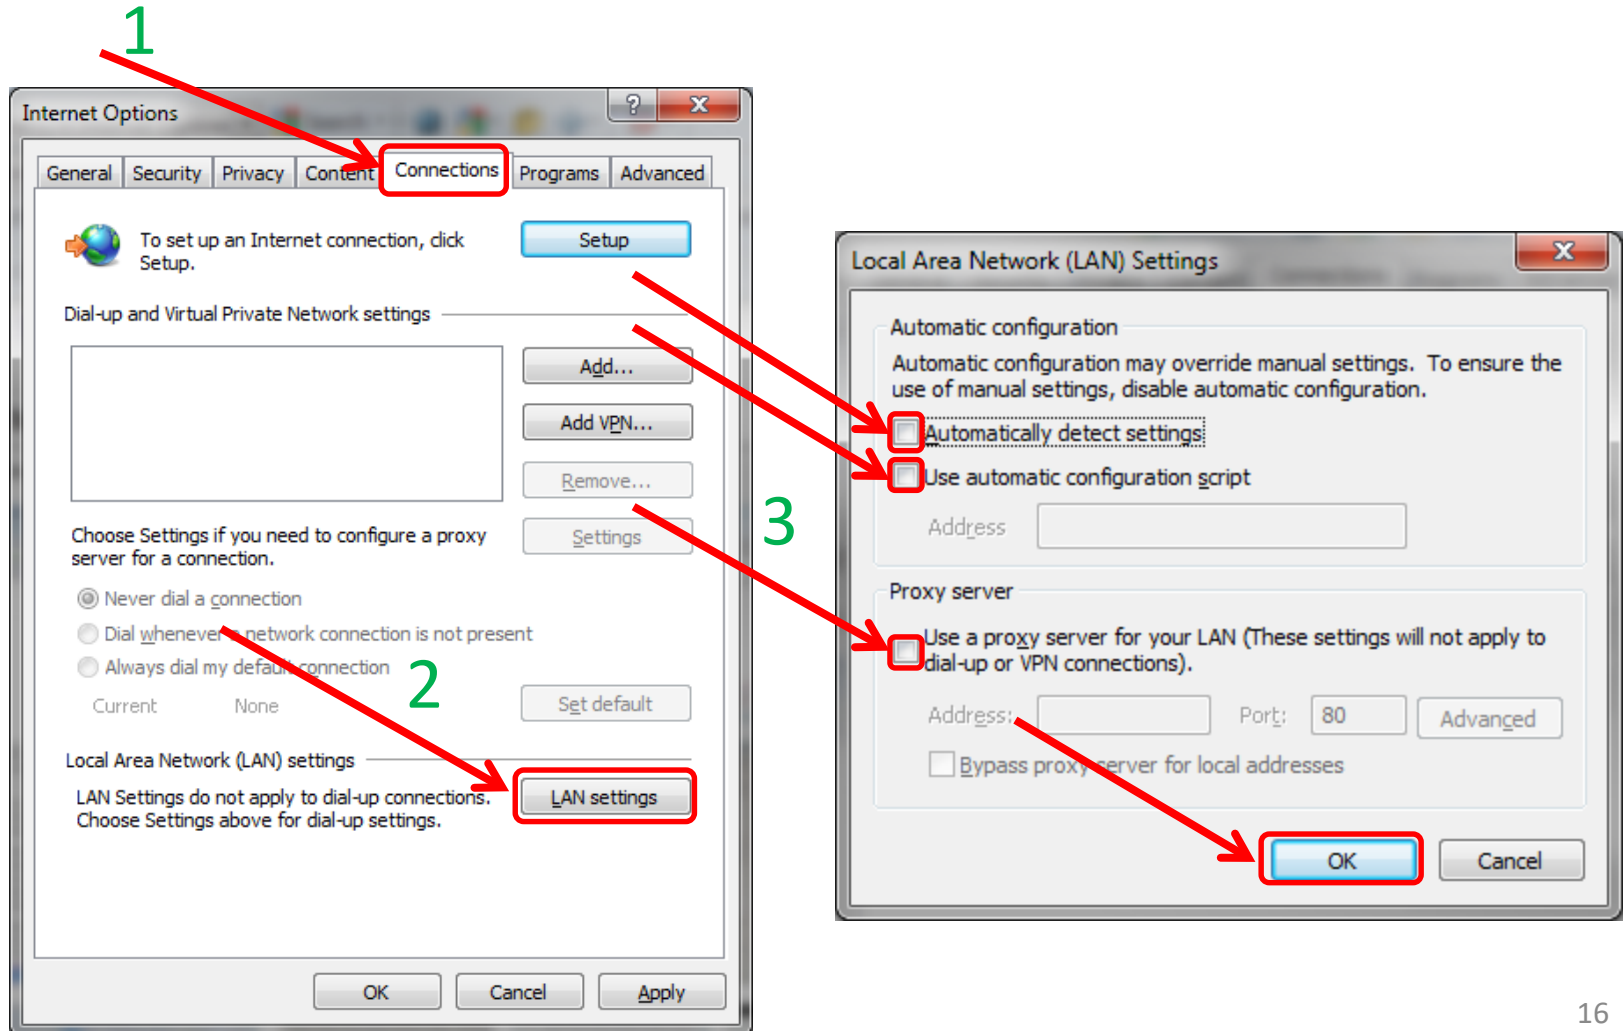 1
Internet Options
General Security Privacy Content Connections Programs Advanced
To set up an Internet connection, click
Setup.
Setup
Dial-up and Virtual Private Network settings
Add...
Add VPN...
Remove...
Choose Settings if you need to configure a proxy
server for a connection.
Settings
Never dial a connection
Dial whenever a network connection is not present
Always dial my default connection
Current None
Set default
2
Local Area Network (LAN) settings
LAN Settings do not apply to dial-up connections.
Choose Settings above for dial-up settings.
LAN settings
OK Cancel Apply
3
Local Area Network (LAN) Settings
Automatic configuration
Automatic configuration may override manual settings. To ensure the
use of manual settings, disable automatic configuration.
Automatically detect settings
Use automatic configuration script
Address
Proxy server
Use a proxy server for your LAN (These settings will not apply to
dial-up or VPN connections).
Address: Port: 80 Advanced
Bypass proxy server for local addresses
OK Cancel
16